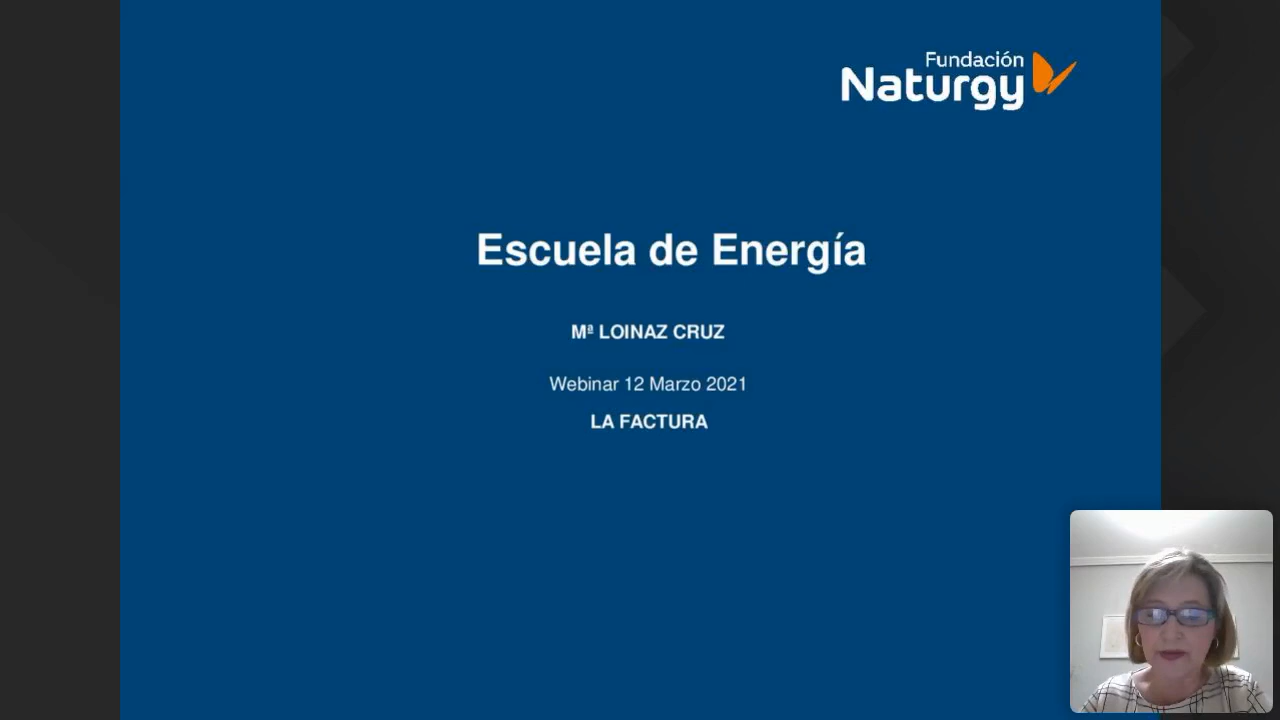 Fundación
Naturgy
Escuela de Energía
Mª LOINAZ CRUZ
Webinar 12 Marzo 2021
LA FACTURA